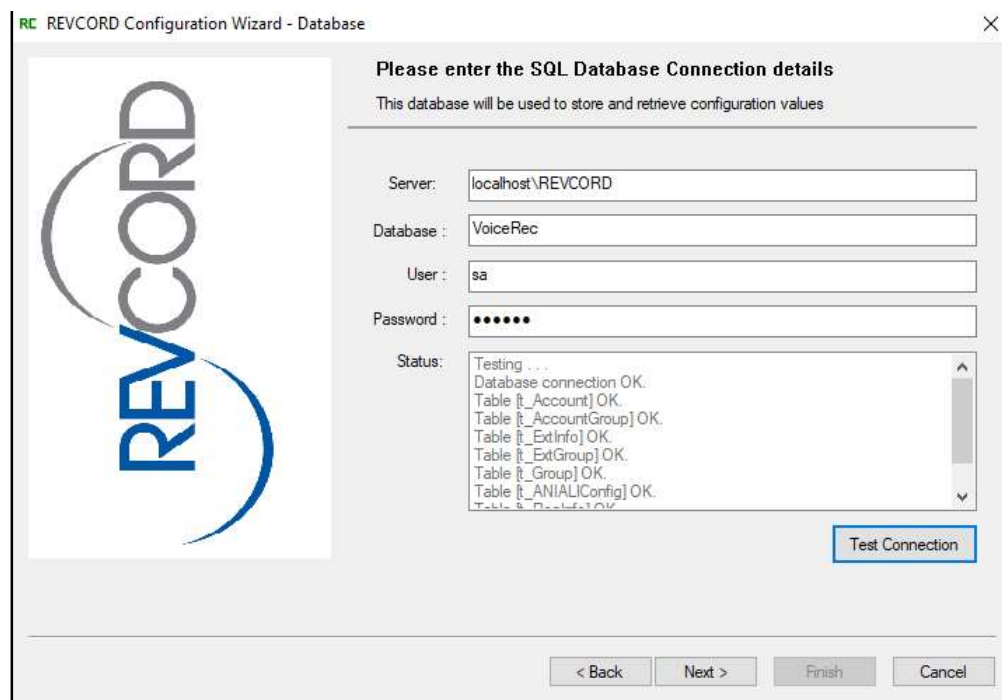 RC REVCORD Configuration Wizard - Database
REVCORD
Please enter the SQL Database Connection details
This database will be used to store and retrieve configuration values
Server: localhost\REVCORD
Database : VoiceRec
User : sa
Password : ●●●●●●
Status: Testing . . .
Database connection OK.
Table [t_Account] OK.
Table [t_AccountGroup] OK.
Table [t_ExtInfo] OK.
Table [t_ExtGroup] OK.
Table [t_Group] OK.
Table [t_ANIALIConfig] OK.
Test Connection
< Back Next > Finish Cancel